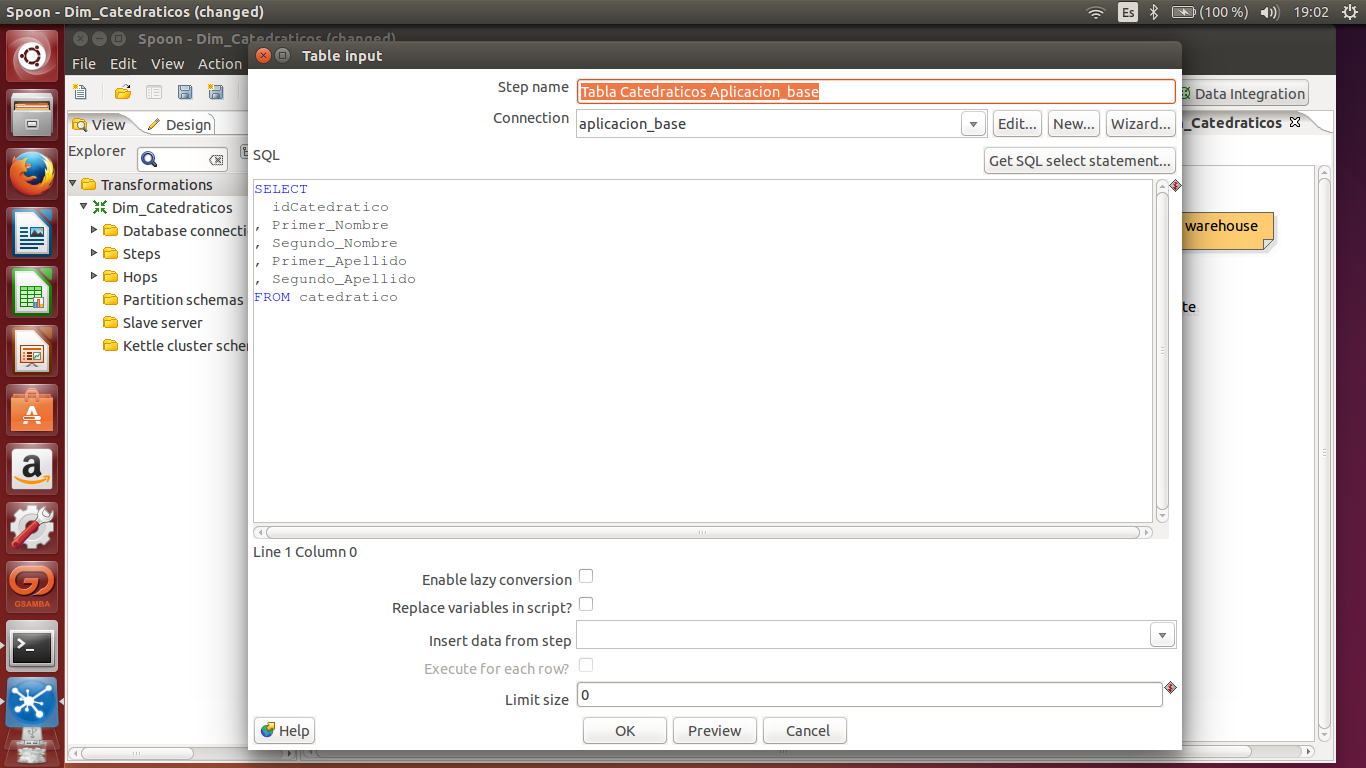 Spoon - Dim_Catedraticos (changed)
Es
(100 %)
19:02
Spoon - Dim_Catedraticos (changed)
File Edit View Action
View
Design
Explorer
Transformations
Dim_Catedraticos
Database connecti
Steps
Hops
Partition schemas
Slave server
Kettle cluster sche
Data Integration
_Catedraticos
warehouse
te
Table input
Step name
Tabla Catedraticos Aplicacion_base
Connection
aplicacion_base
Edit...
New...
Wizard...
SQL
Get SQL select statement...
SELECT
idCatedratico
, Primer_Nombre
, Segundo_Nombre
, Primer_Apellido
, Segundo_Apellido
FROM catedratico
Line 1 Column 0
Enable lazy conversion
Replace variables in script?
Insert data from step
Execute for each row?
Limit size
0
Help
OK
Preview
Cancel
GSAMBA